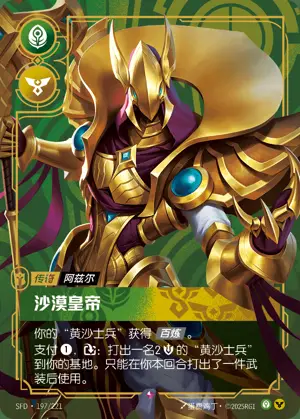 传奇 阿兹尔
沙漠皇帝
你的“黄沙士兵”获得 百炼 。
支付 1 , : 打出一名2 的“黄沙士兵”
到你的基地。只能在你本回合打出了一件武
装后使用。
SFD · 197/221
©2025RG1